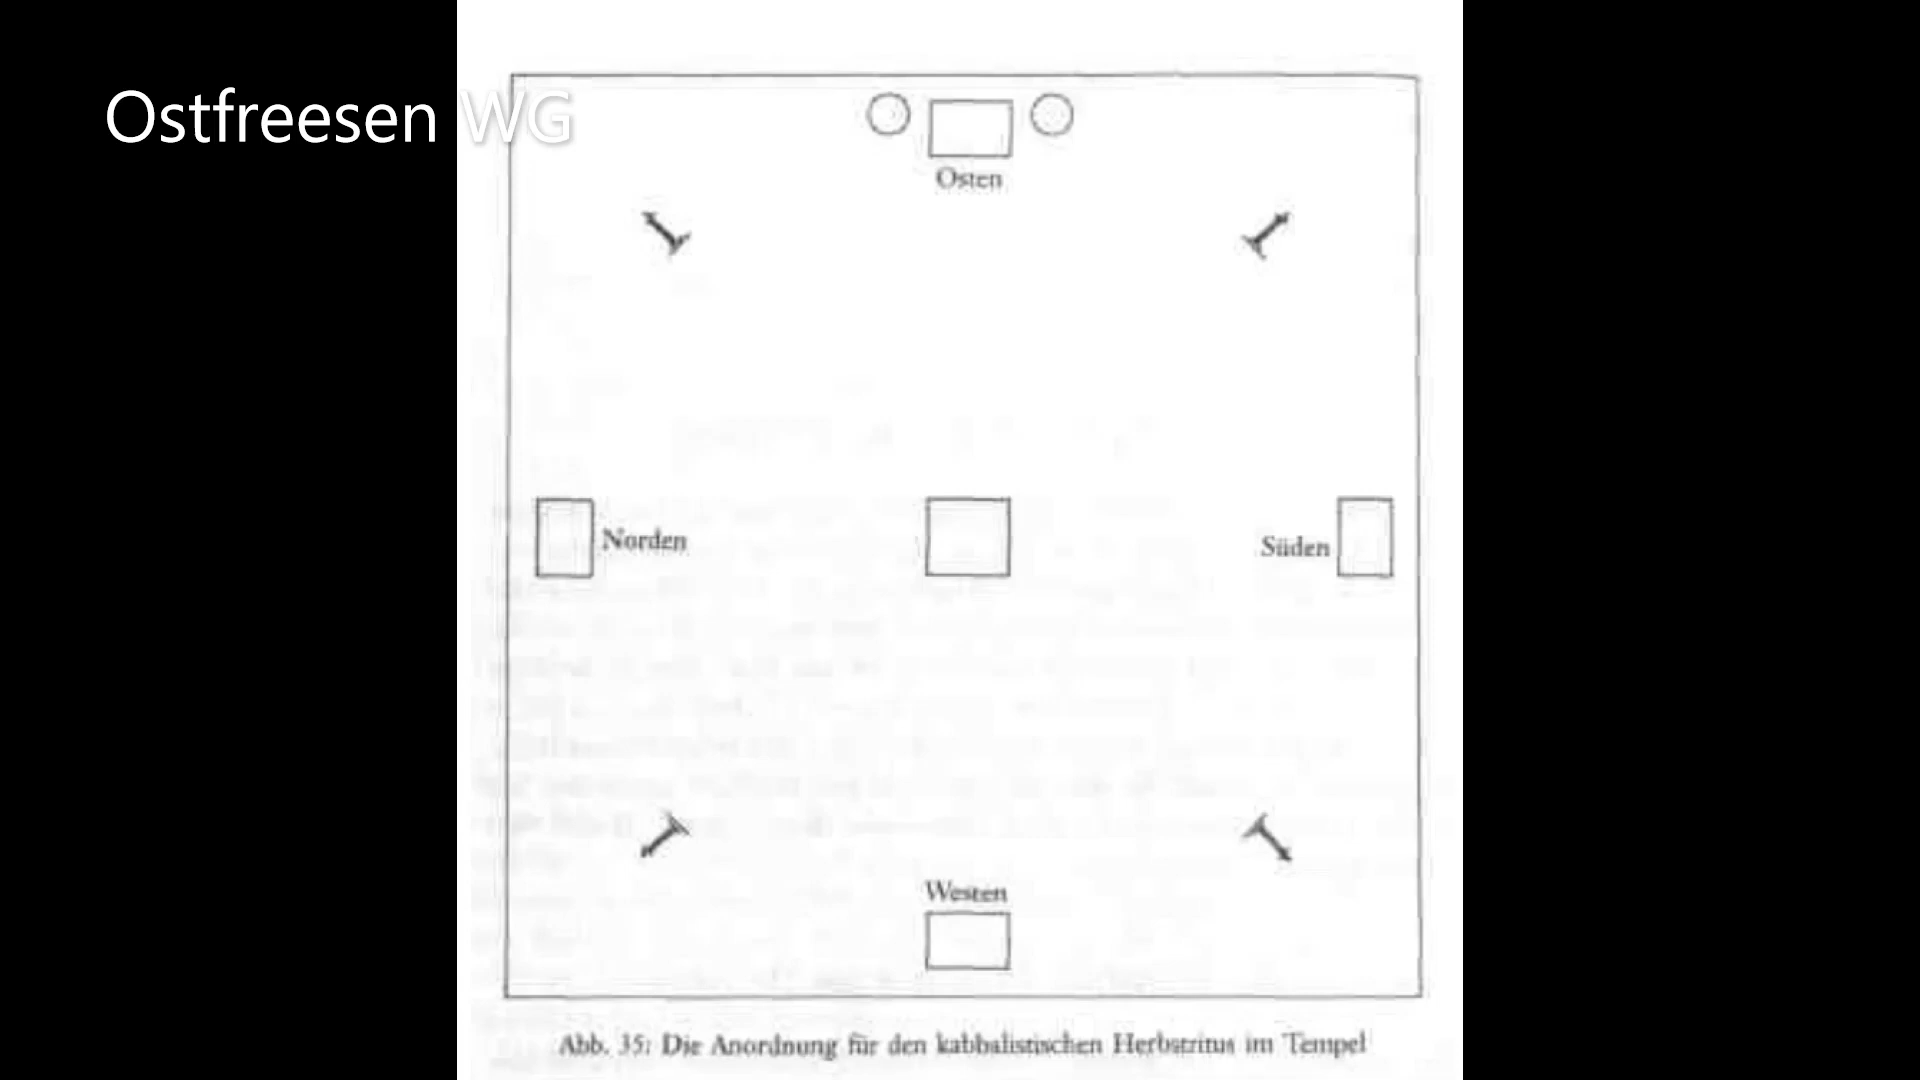 Ostfreesen WG
Osten
Norden
Süden
Westen
Abb. 35: Die Anordnung für den kabbalistischen Herbstritus im Tempel